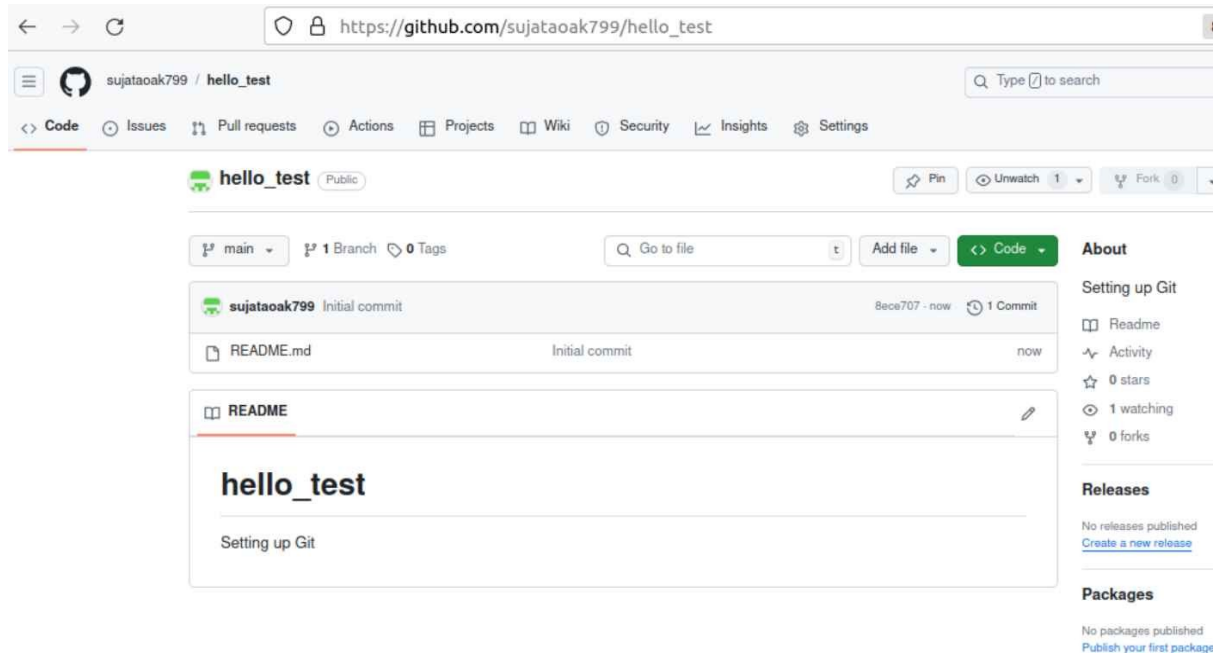 https://github.com/sujataoak799/hello_test
sujataoak799 / hello_test
Type / to search
Code Issues Pull requests Actions Projects Wiki Security Insights Settings
hello_test Public
Pin Unwatch 1 Fork 0
main 1 Branch 0 Tags Go to file t Add file Code
About
Setting up Git
sujataoak799 Initial commit 8ece707 · now 1 Commit
Readme
README.md Initial commit now
Activity
0 stars
README
1 watching
0 forks
hello_test
Releases
No releases published
Setting up Git
Create a new release
Packages
No packages published
Publish your first package